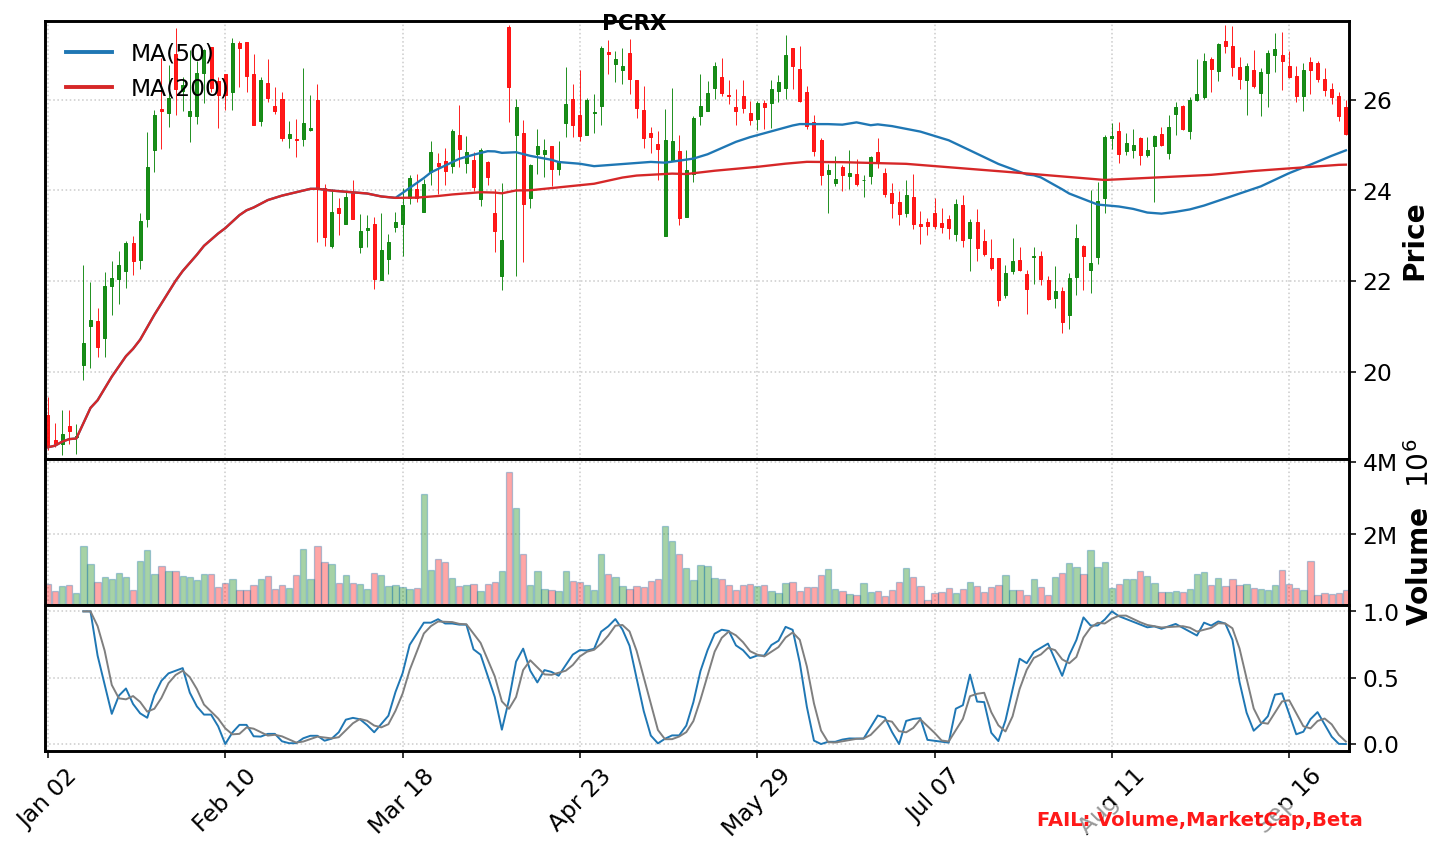 PCRX
MA(50)
MA(200)
26
24
22
20
Price
4M
2M
Volume 10^6
1.0
0.5
0.0
Jan 02
Feb 10
Mar 18
Apr 23
May 29
Jul 07
Aug 11
Sep 16
FAIL: Volume,MarketCap,Beta